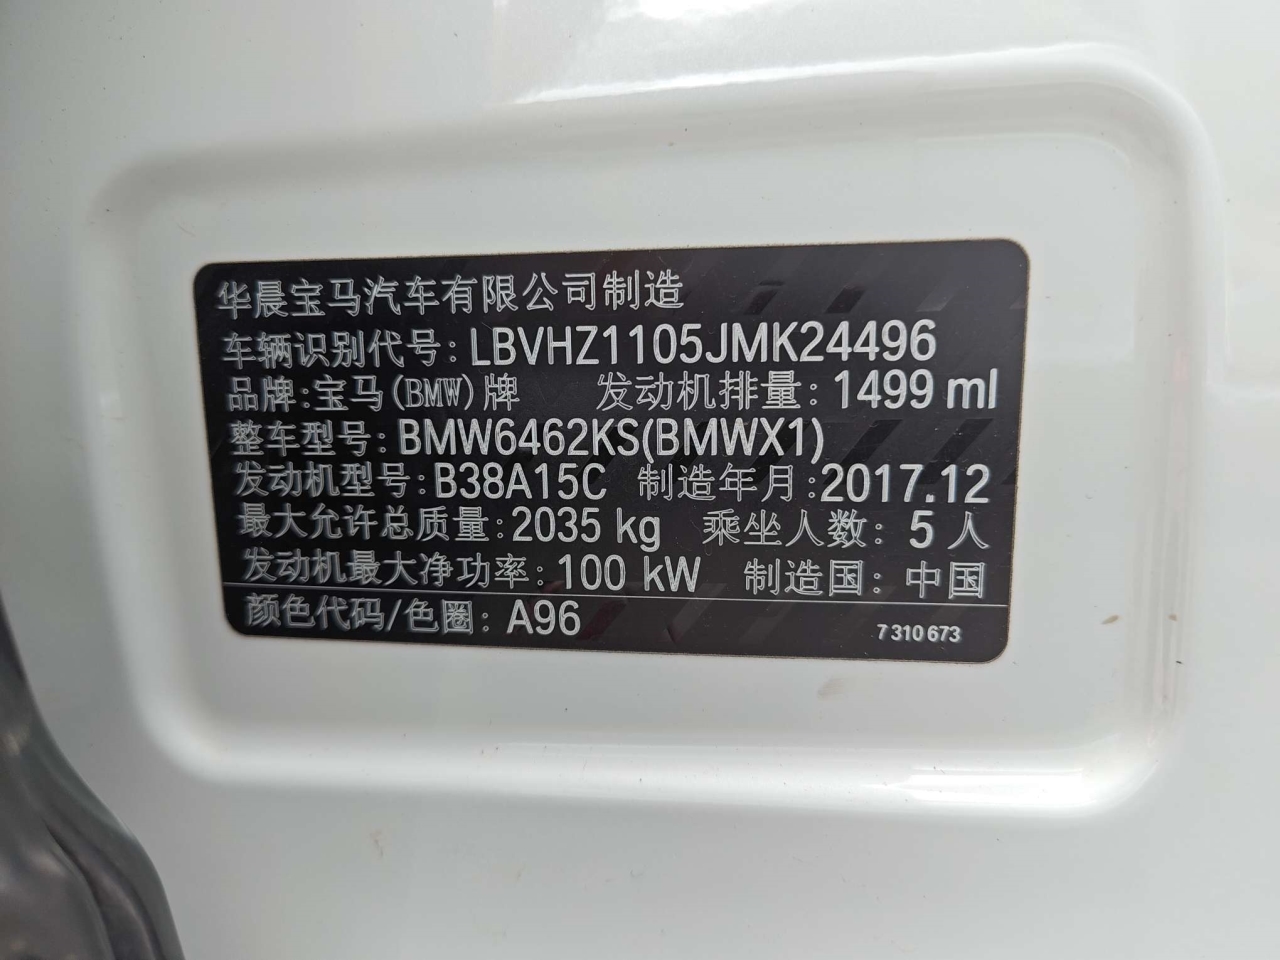 华晨宝马汽车有限公司制造
车辆识别代号: LBVHZ1105JMK24496
品牌:宝马(BMW)牌 发动机排量: 1499 ml
整车型号: BMW6462KS(BMWX1)
发动机型号: B38A15C 制造年月:2017.12
最大允许总质量: 2035 kg 乘坐人数: 5 人
发动机最大净功率: 100 kW 制造国: 中国
颜色代码/色圈: A96
7 310 673